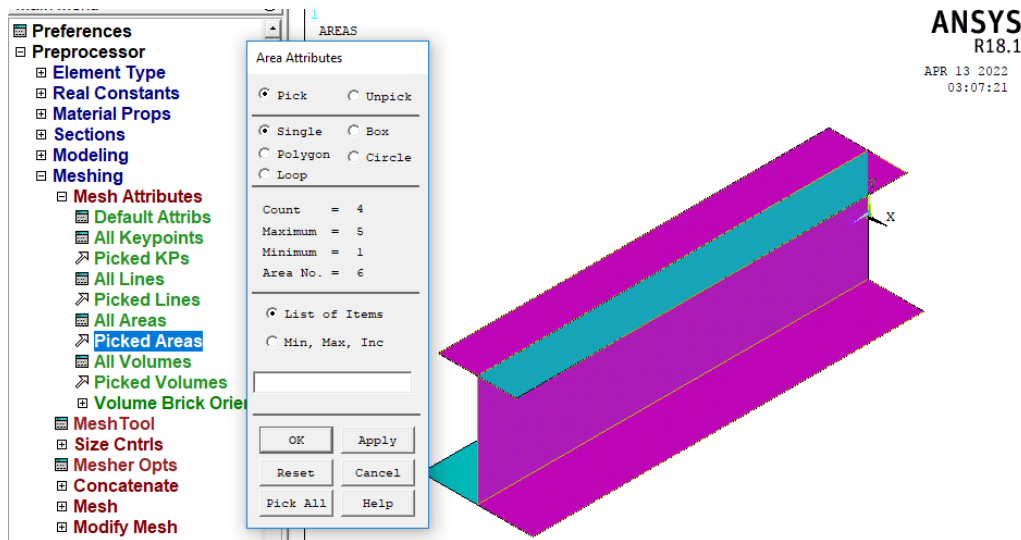 Preferences
Preprocessor
Element Type
Real Constants
Material Props
Sections
Modeling
Meshing
Mesh Attributes
Default Attribs
All Keypoints
Picked KPs
All Lines
Picked Lines
All Areas
Picked Areas
All Volumes
Picked Volumes
Volume Brick Orie
MeshTool
Size Cntrls
Mesher Opts
Concatenate
Mesh
Modify Mesh
Area Attributes
Pick Unpick
Single Box
Polygon Circle
Loop
Count = 4
Maximum = 5
Minimum = 1
Area No. = 6
List of Items
Min, Max, Inc
OK Apply
Reset Cancel
Pick All Help
1
AREAS
ANSYS
R18.1
APR 13 2022
03:07:21
X